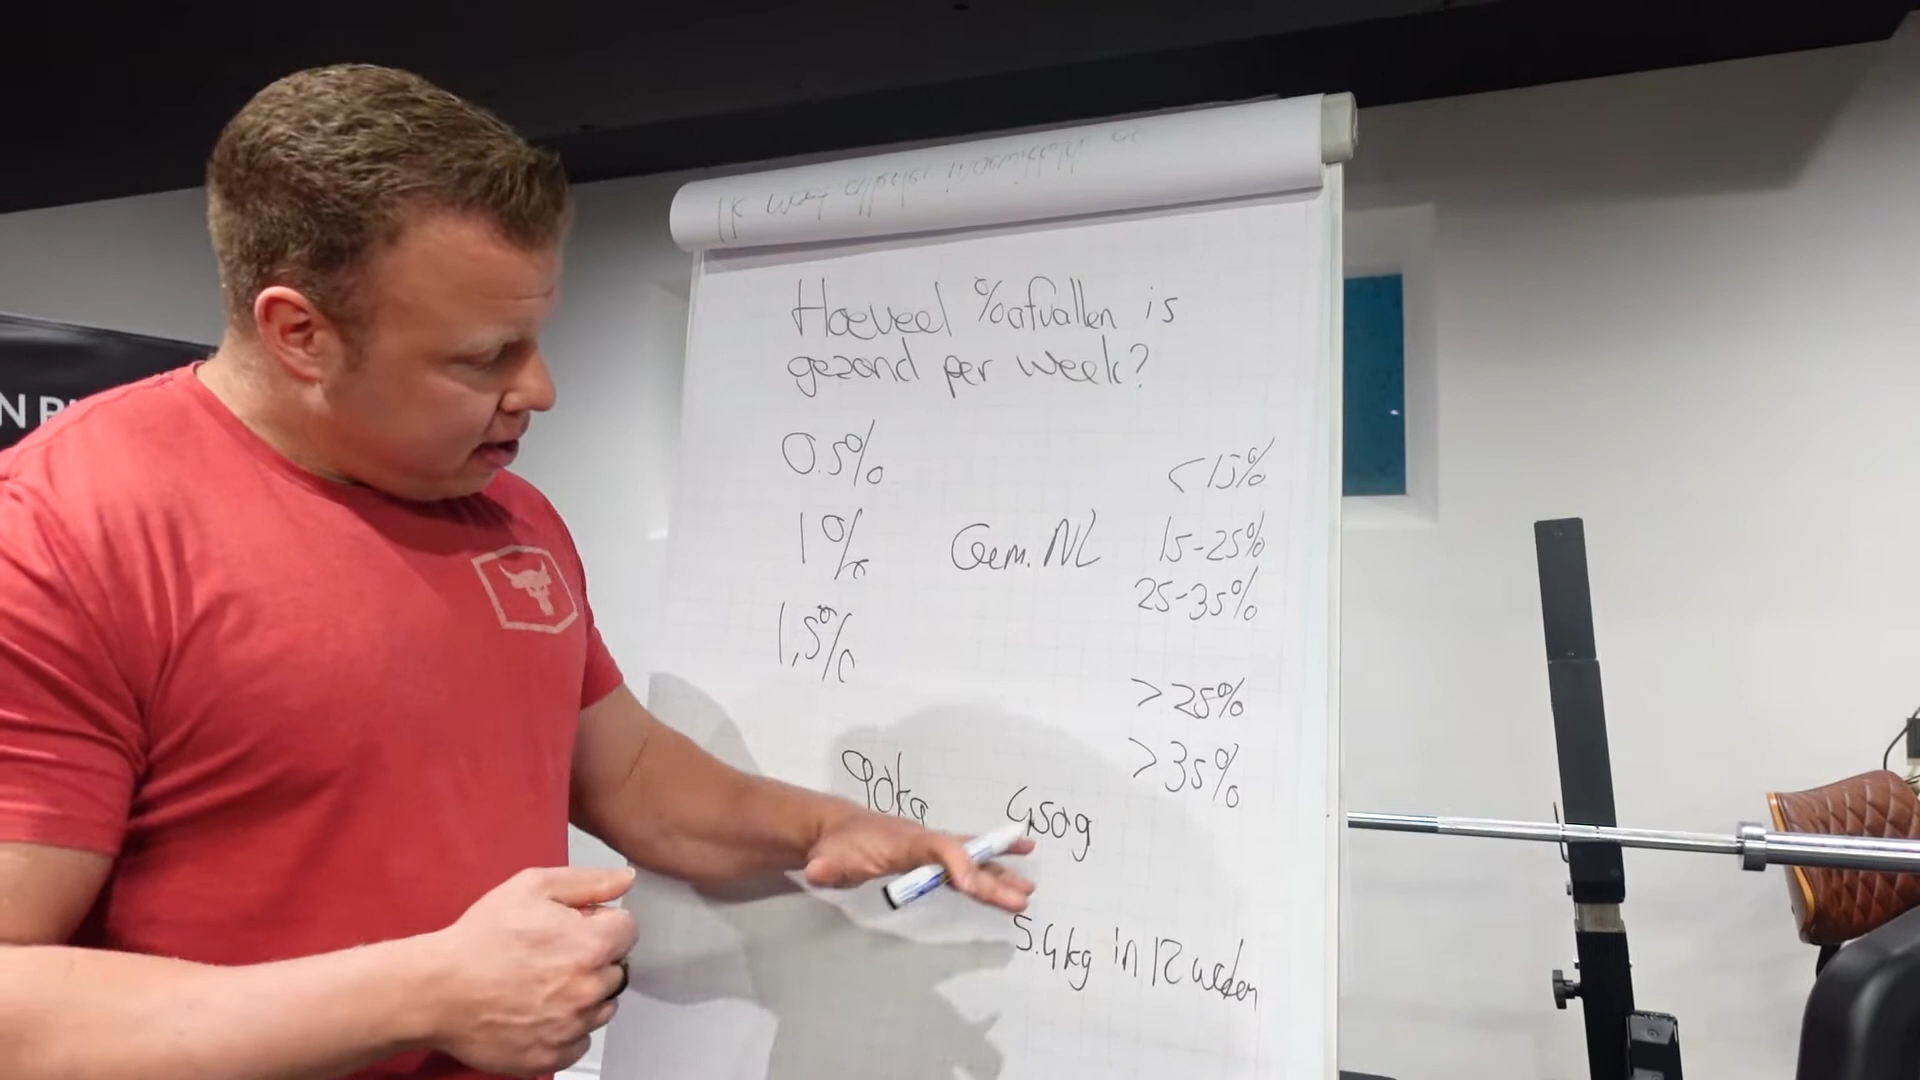 Ik
Hoeveel % afvallen is
gezond per week?
0.5% <15%
1% Gem. NL 15-25%
25-35%
1,5%
>25%
>35%
90kg 450g
5.4kg in 12 weken
N